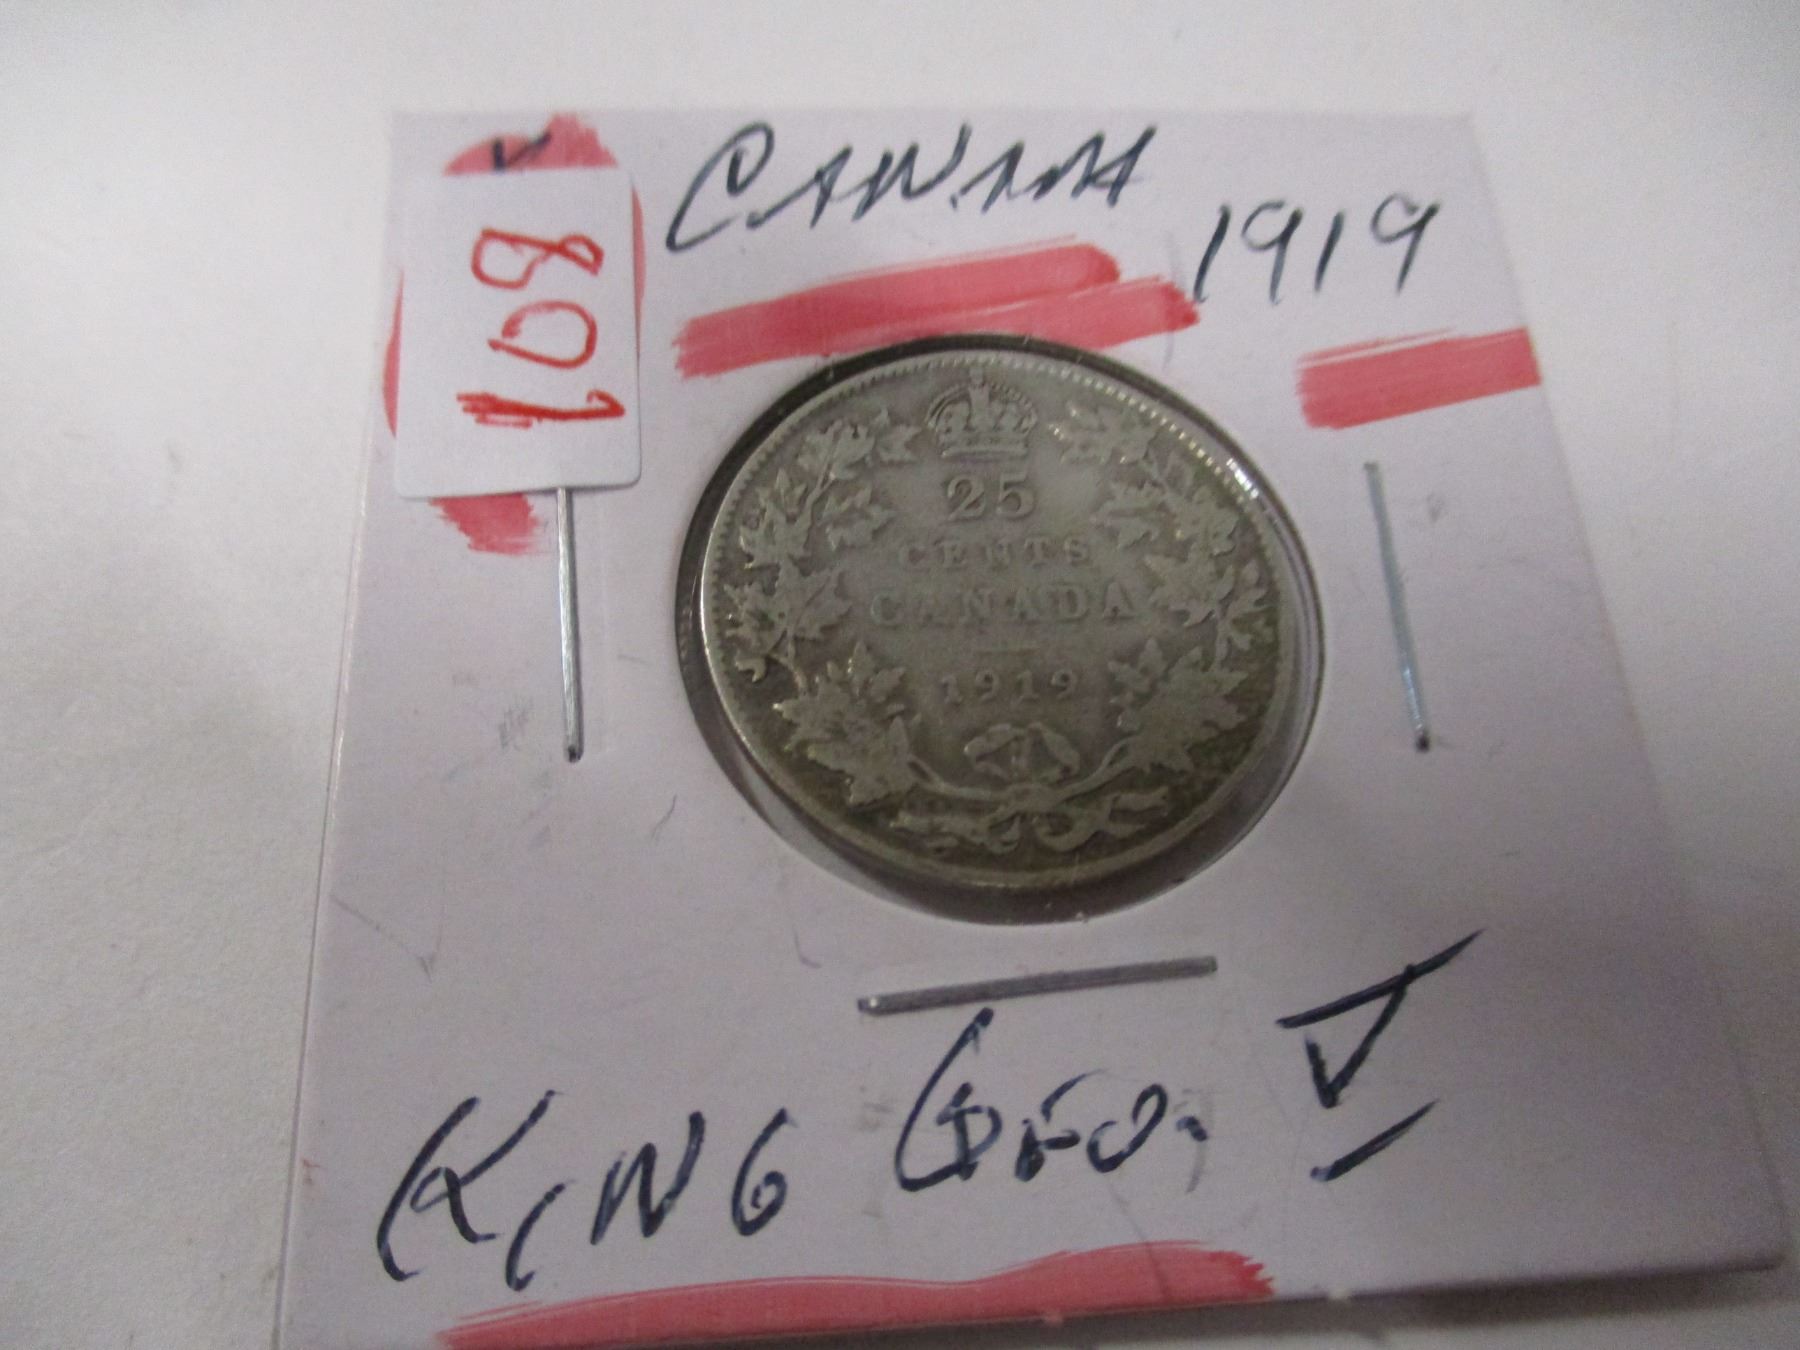 108
CANADA
1919
25
CENTS
CANADA
1919
KING GEO. V